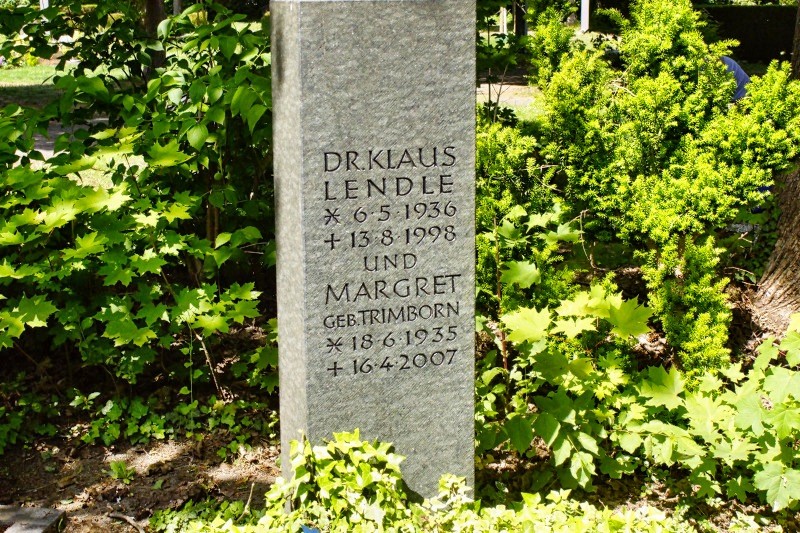 DR.KLAUS
LENDLE
* 6·5·1936
+ 13·8·1998
UND
MARGRET
GEB.TRIMBORN
* 18·6·1935
+ 16·4·2007